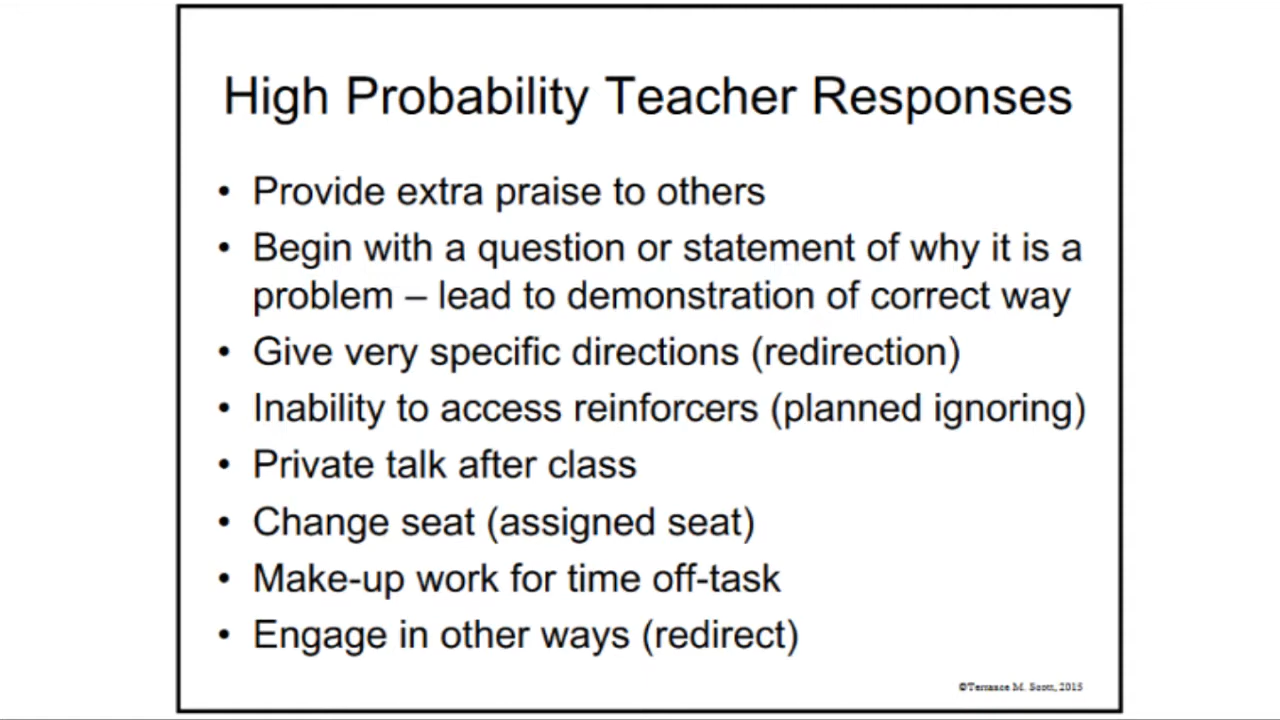 High Probability Teacher Responses
• Provide extra praise to others
• Begin with a question or statement of why it is a
problem – lead to demonstration of correct way
• Give very specific directions (redirection)
• Inability to access reinforcers (planned ignoring)
• Private talk after class
• Change seat (assigned seat)
• Make-up work for time off-task
• Engage in other ways (redirect)
©Terrance M. Scott, 2015